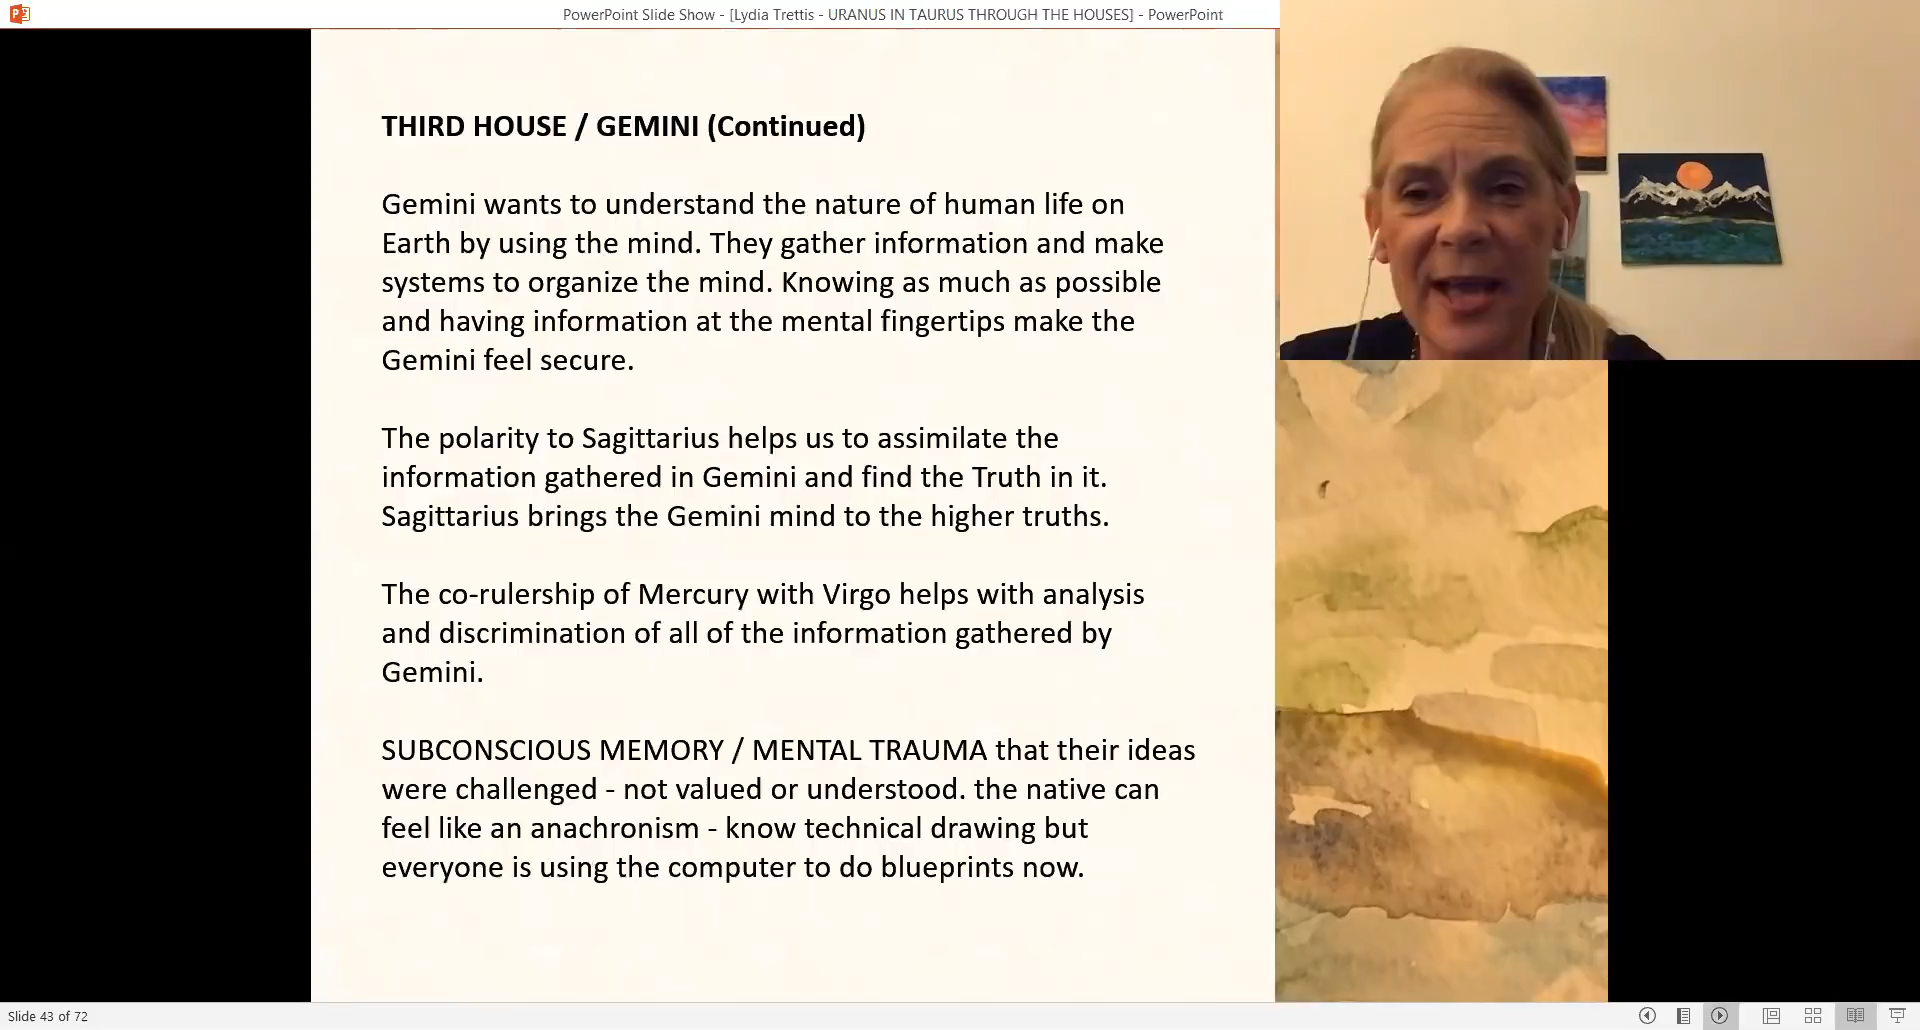 PowerPoint Slide Show - [Lydia Trettis - URANUS IN TAURUS THROUGH THE HOUSES] - PowerPoint
THIRD HOUSE / GEMINI (Continued)
Gemini wants to understand the nature of human life on
Earth by using the mind. They gather information and make
systems to organize the mind. Knowing as much as possible
and having information at the mental fingertips make the
Gemini feel secure.
The polarity to Sagittarius helps us to assimilate the
information gathered in Gemini and find the Truth in it.
Sagittarius brings the Gemini mind to the higher truths.
The co-rulership of Mercury with Virgo helps with analysis
and discrimination of all of the information gathered by
Gemini.
SUBCONSCIOUS MEMORY / MENTAL TRAUMA that their ideas
were challenged - not valued or understood. the native can
feel like an anachronism - know technical drawing but
everyone is using the computer to do blueprints now.
Slide 43 of 72